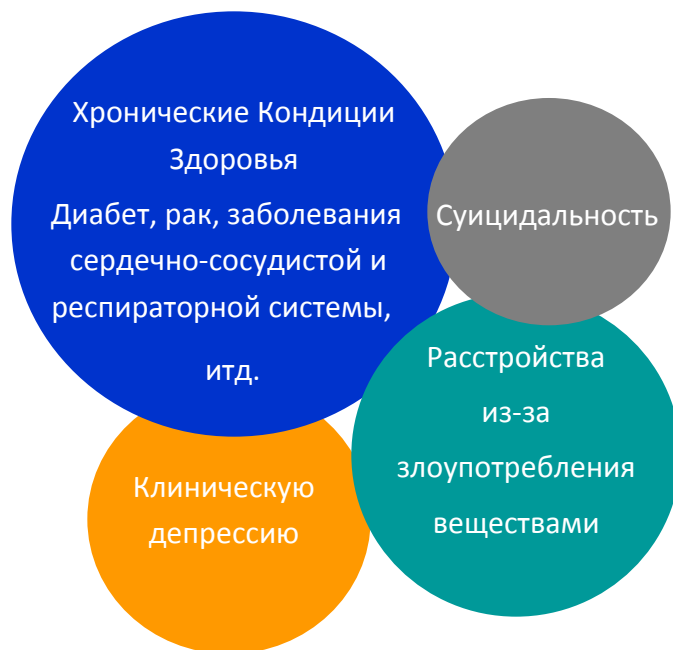 Хронические Кондиции
Здоровья
Диабет, рак, заболевания
сердечно-сосудистой и
респираторной системы,
итд.
Суицидальность
Расстройства
из-за
злоупотребления
веществами
Клиническую
депрессию